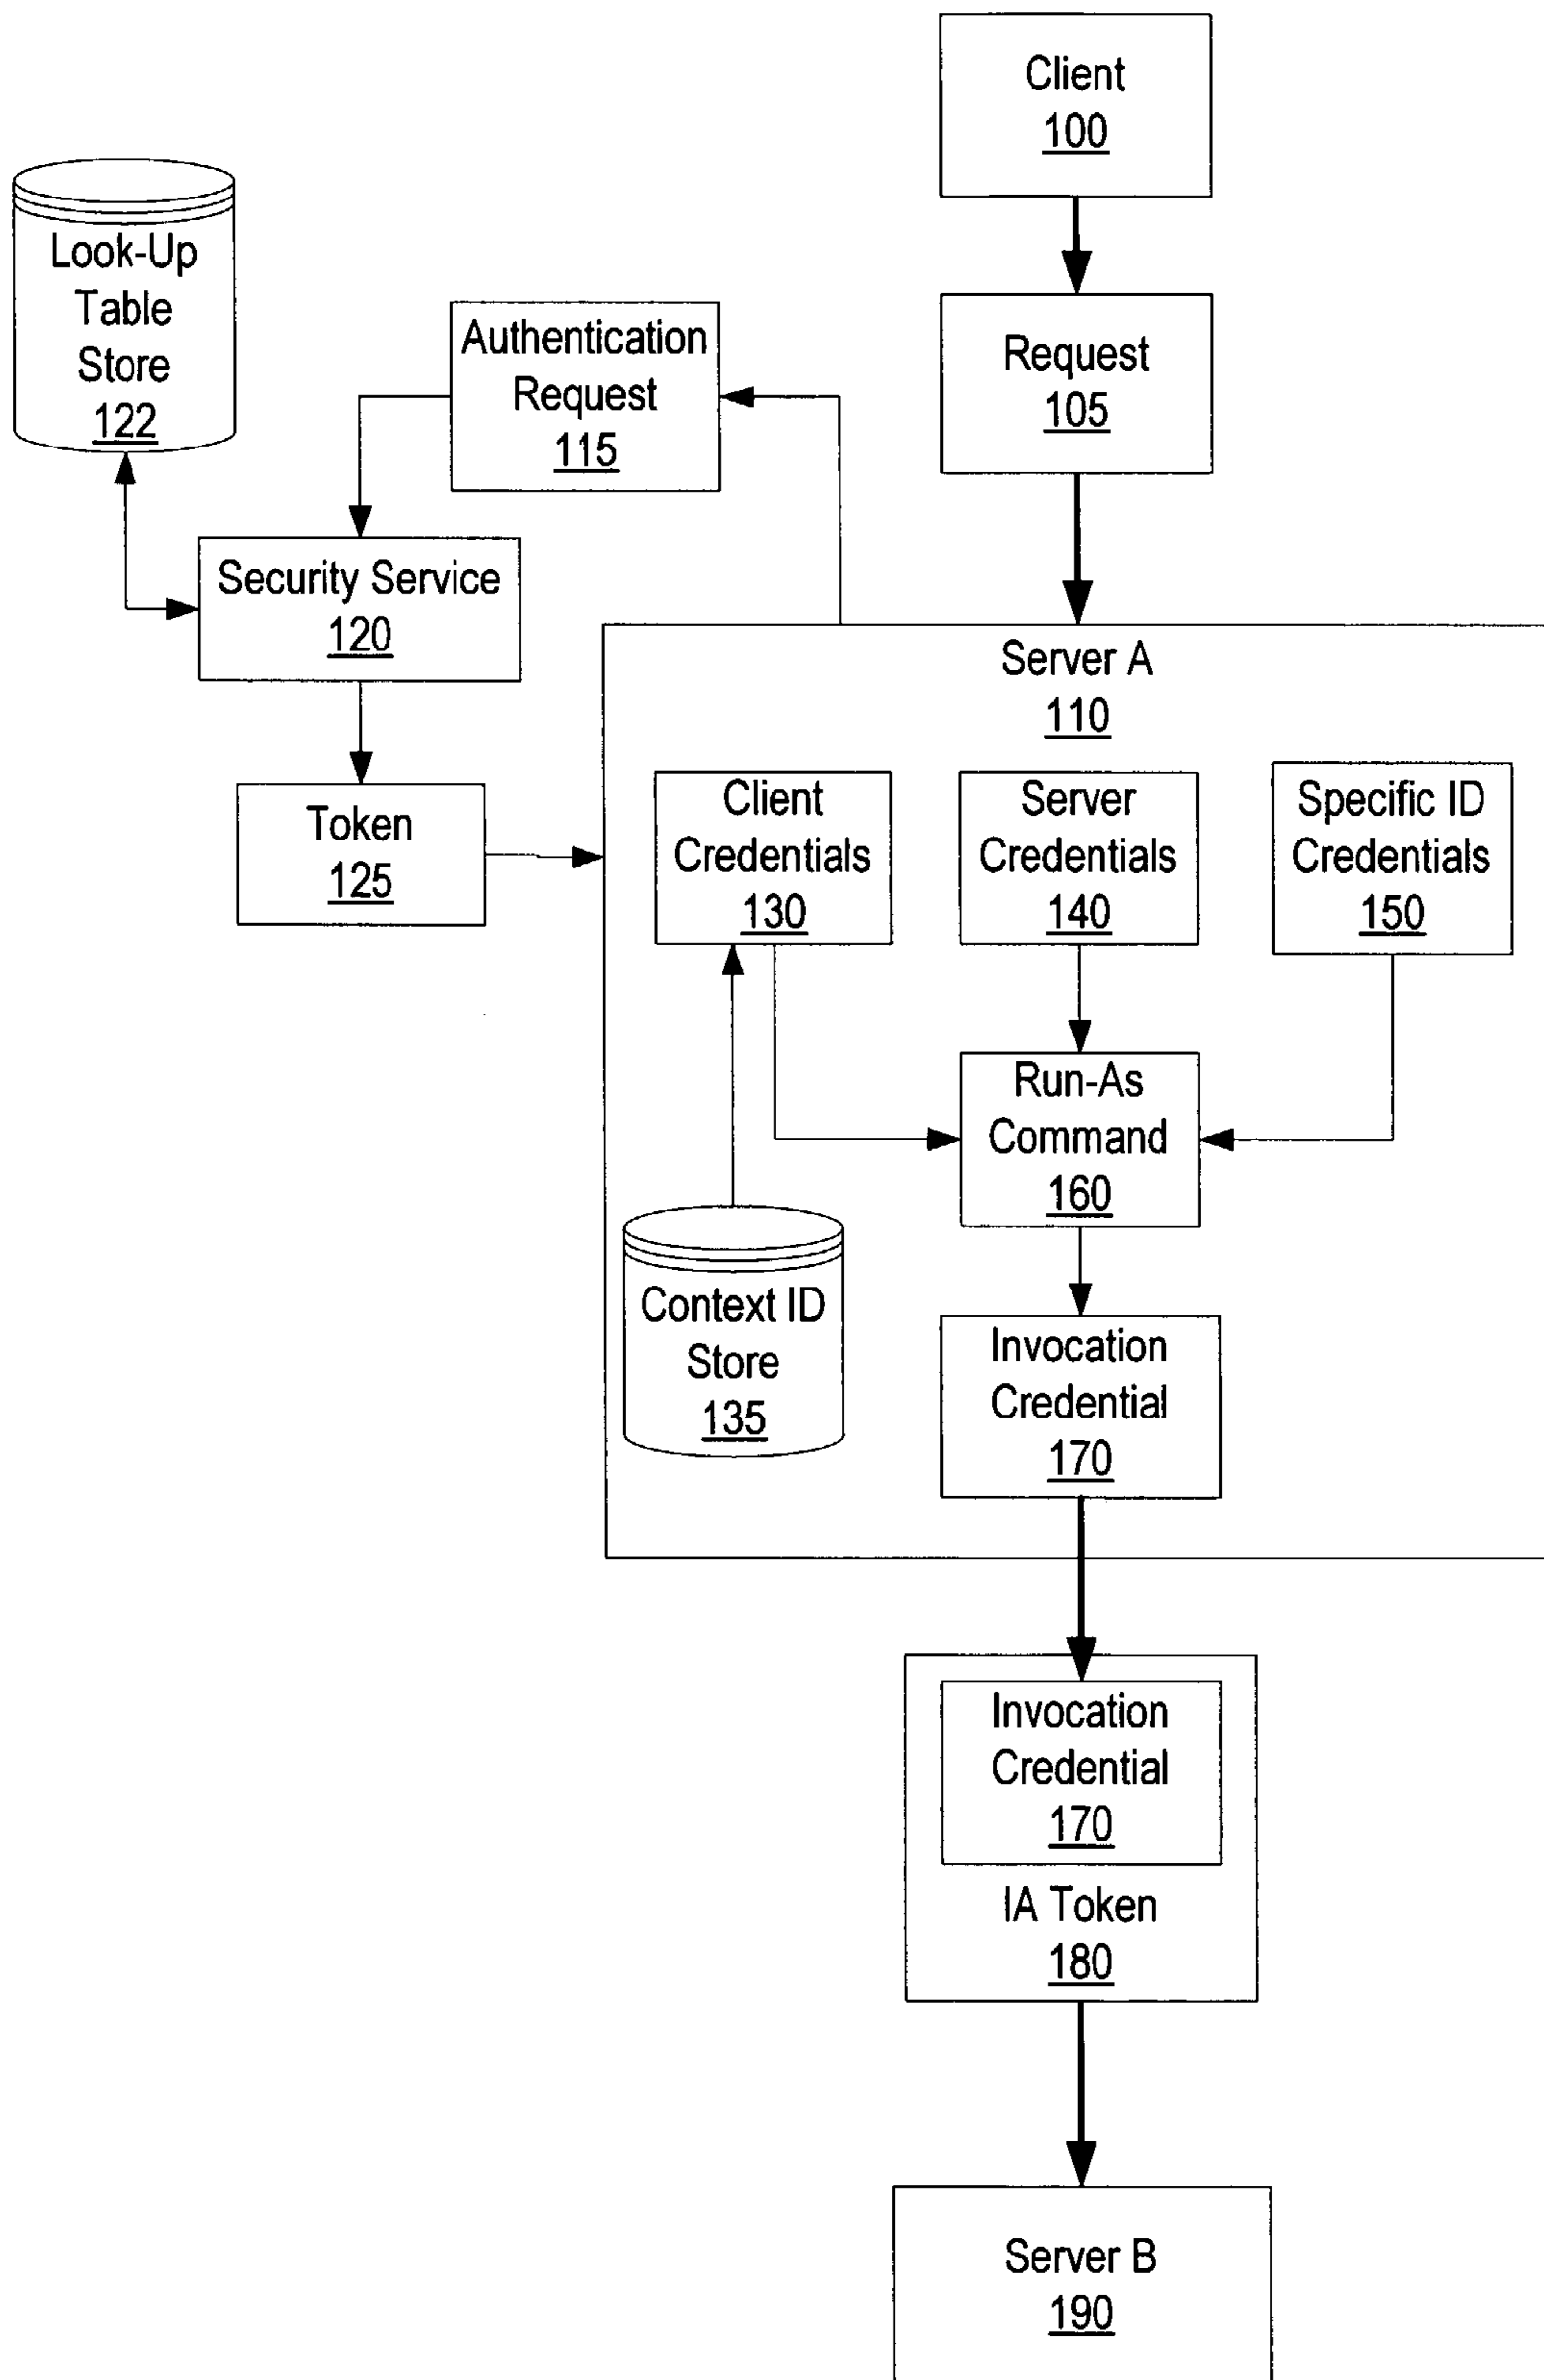 Client
100
Look-Up
Table
Store
122
Authentication
Request
115
Request
105
Security Service
120
Server A
110
Token
125
Client
Credentials
130
Server
Credentials
140
Specific ID
Credentials
150
Run-As
Command
160
Context ID
Store
135
Invocation
Credential
170
Invocation
Credential
170
IA Token
180
Server B
190